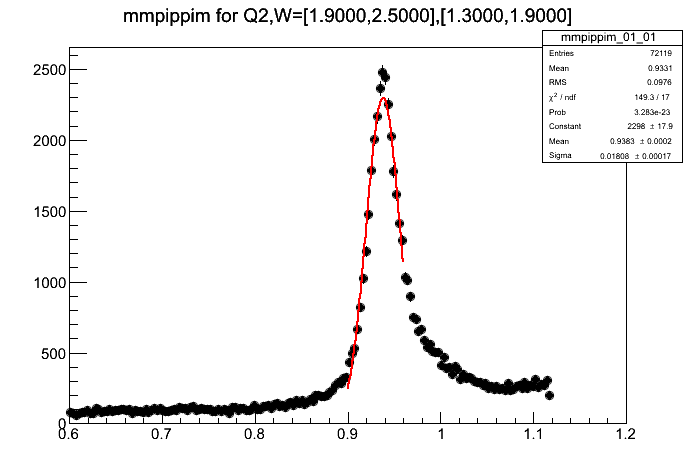 mmpippim for Q2,W=[1.9000,2.5000],[1.3000,1.9000]
mmpippim_01_01
Entries 72119
Mean 0.9331
RMS 0.0976
χ² / ndf 149.3 / 17
Prob 3.283e-23
Constant 2298 ± 17.9
Mean 0.9383 ± 0.0002
Sigma 0.01808 ± 0.00017
2500
2000
1500
1000
500
0
0.6 0.7 0.8 0.9 1 1.1 1.2